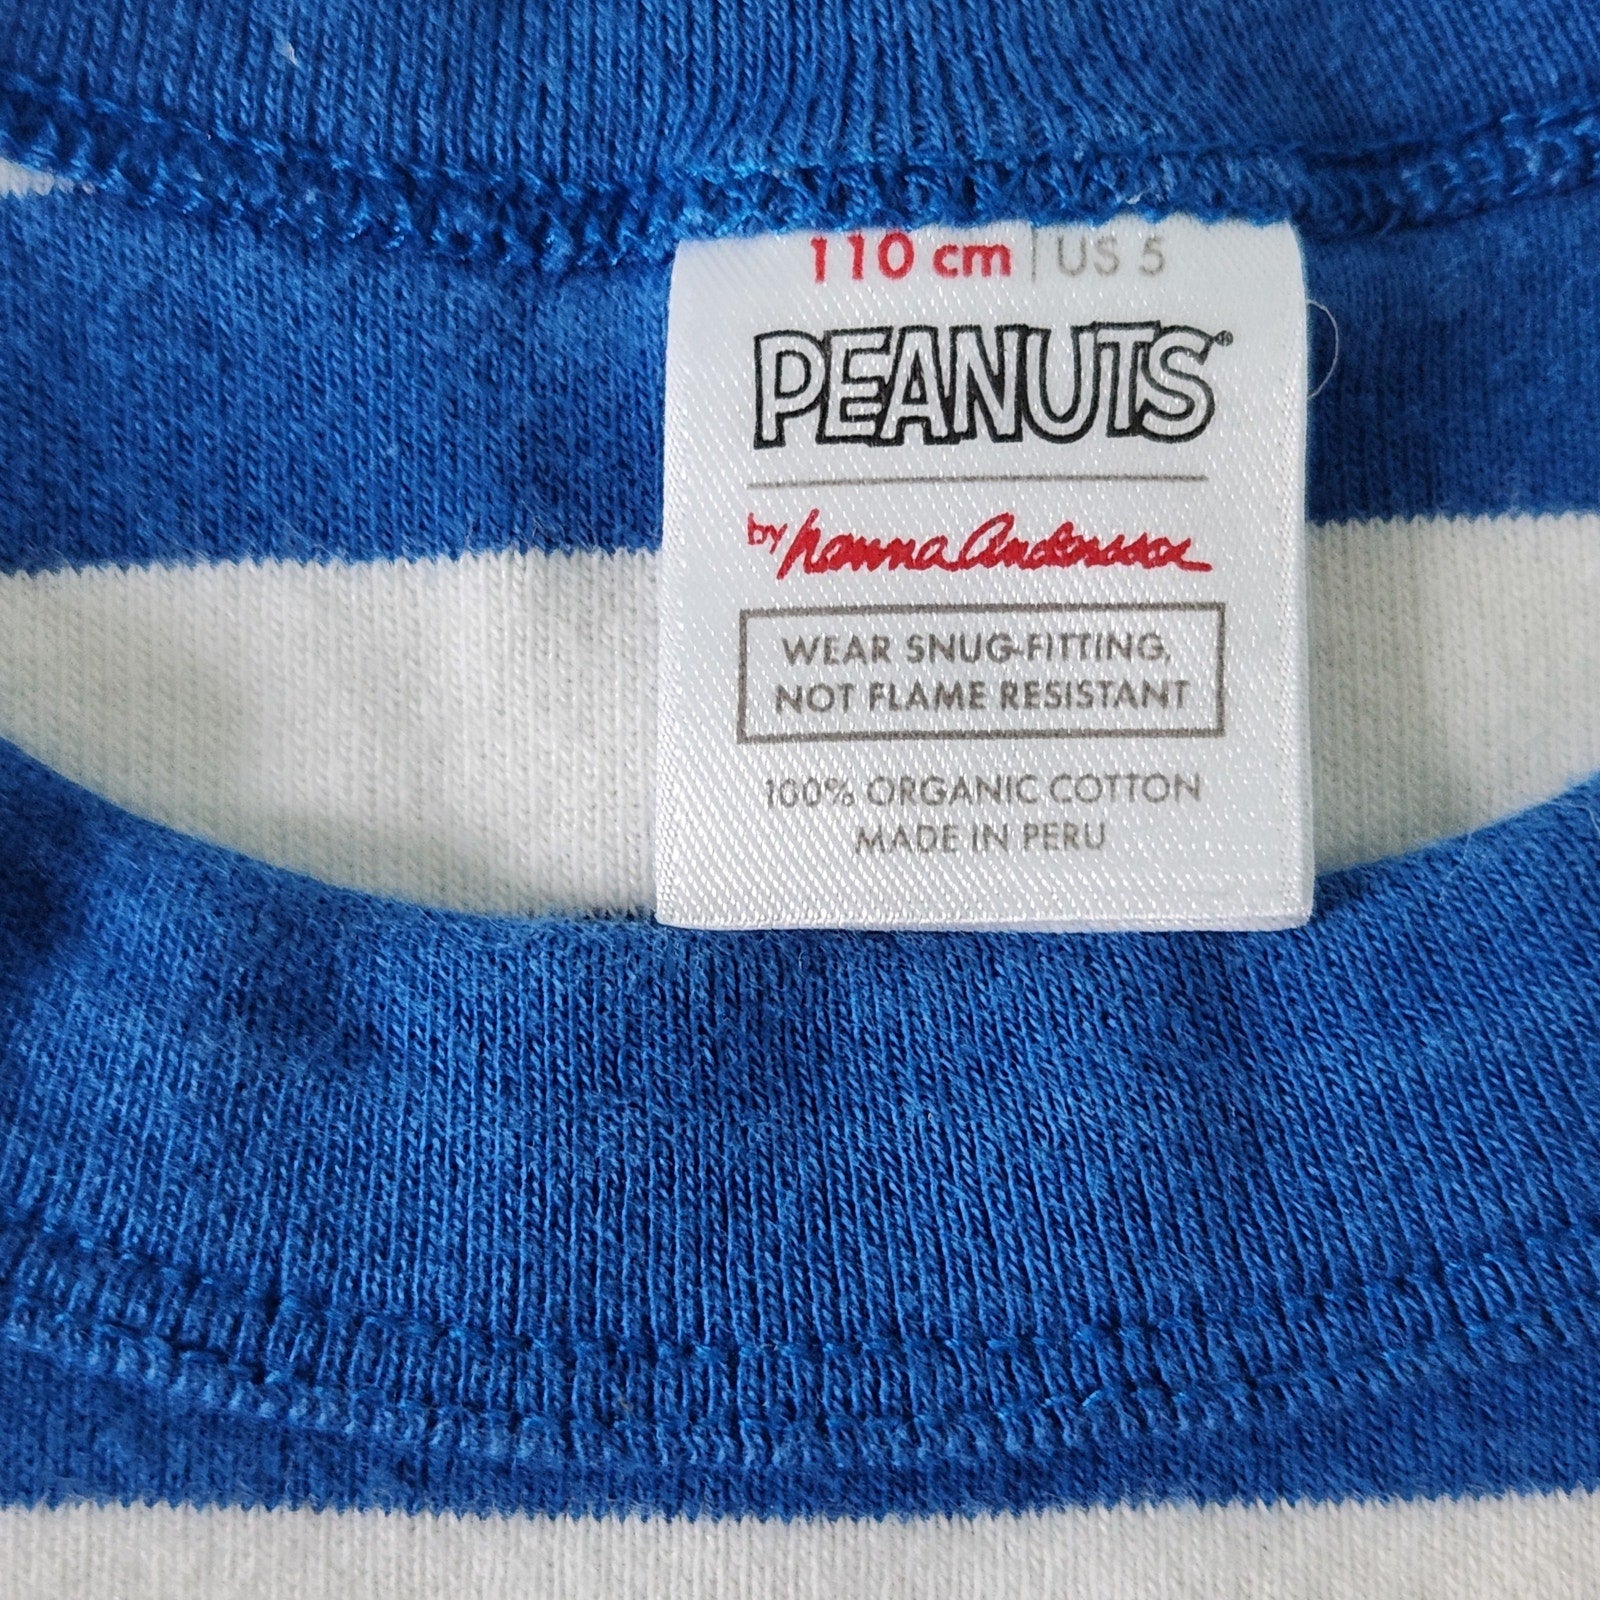 110 cm | US 5
PEANUTS®
by hanna Andersson
WEAR SNUG-FITTING,
NOT FLAME RESISTANT
100% ORGANIC COTTON
MADE IN PERU